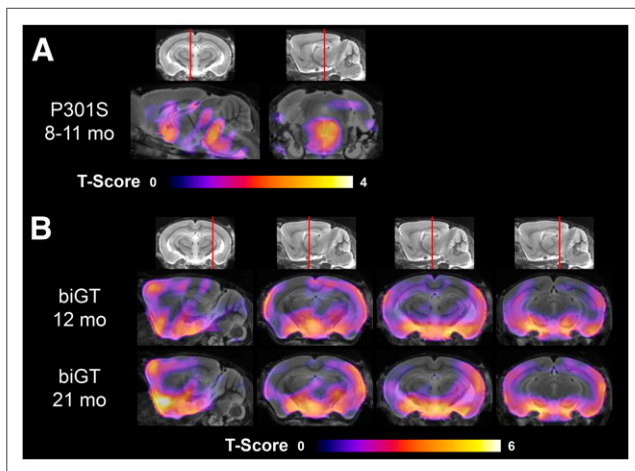 A
P301S
8-11 mo
T-Score 0 4
B
biGT
12 mo
biGT
21 mo
T-Score 0 6